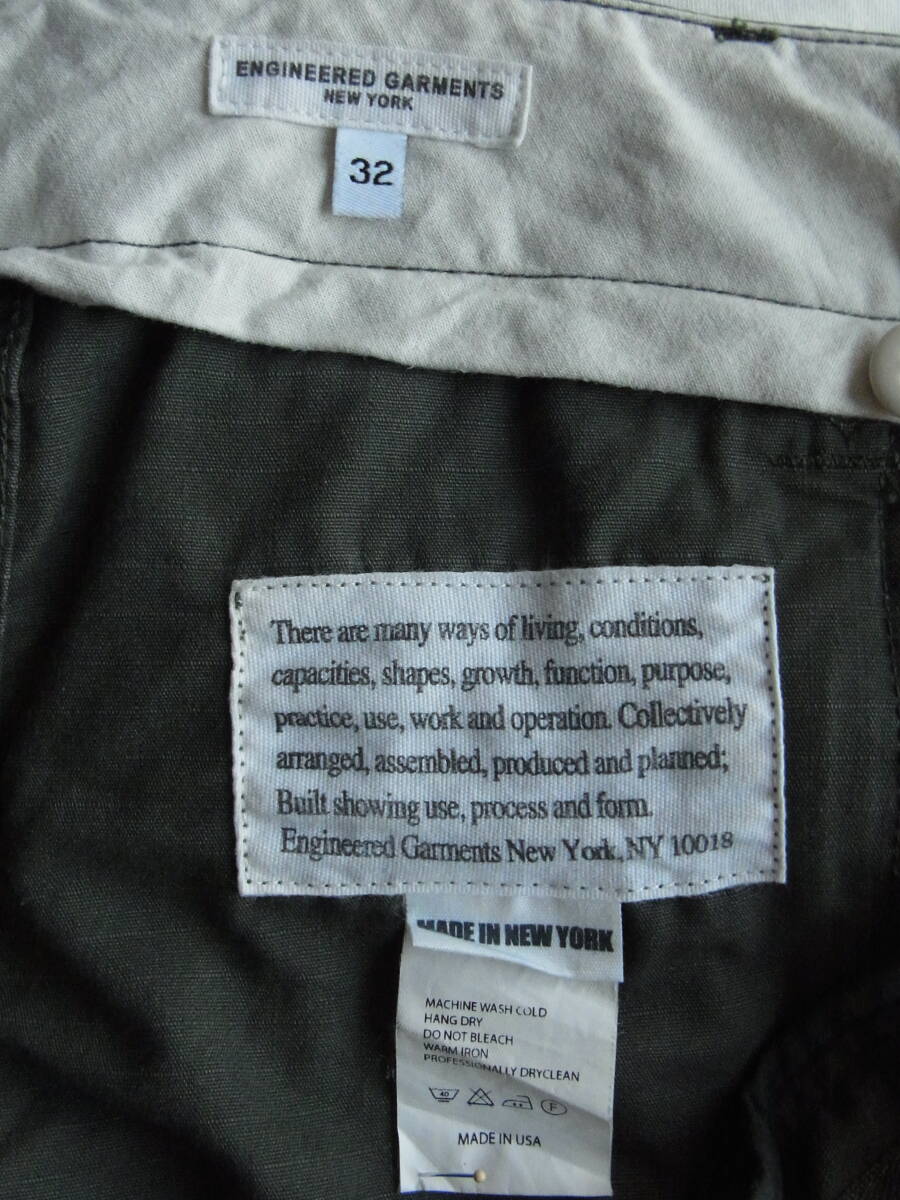 ENGINEERED GARMENTS
NEW YORK
32
There are many ways of living, conditions,
capacities, shapes, growth, function, purpose,
practice, use, work and operation. Collectively
arranged, assembled, produced and planned;
Built showing use, process and form.
Engineered Garments New York, NY 10018
MADE IN NEW YORK
MACHINE WASH COLD
HANG DRY
DO NOT BLEACH
WARM IRON
PROFESSIONALLY DRYCLEAN
40 F
MADE IN USA